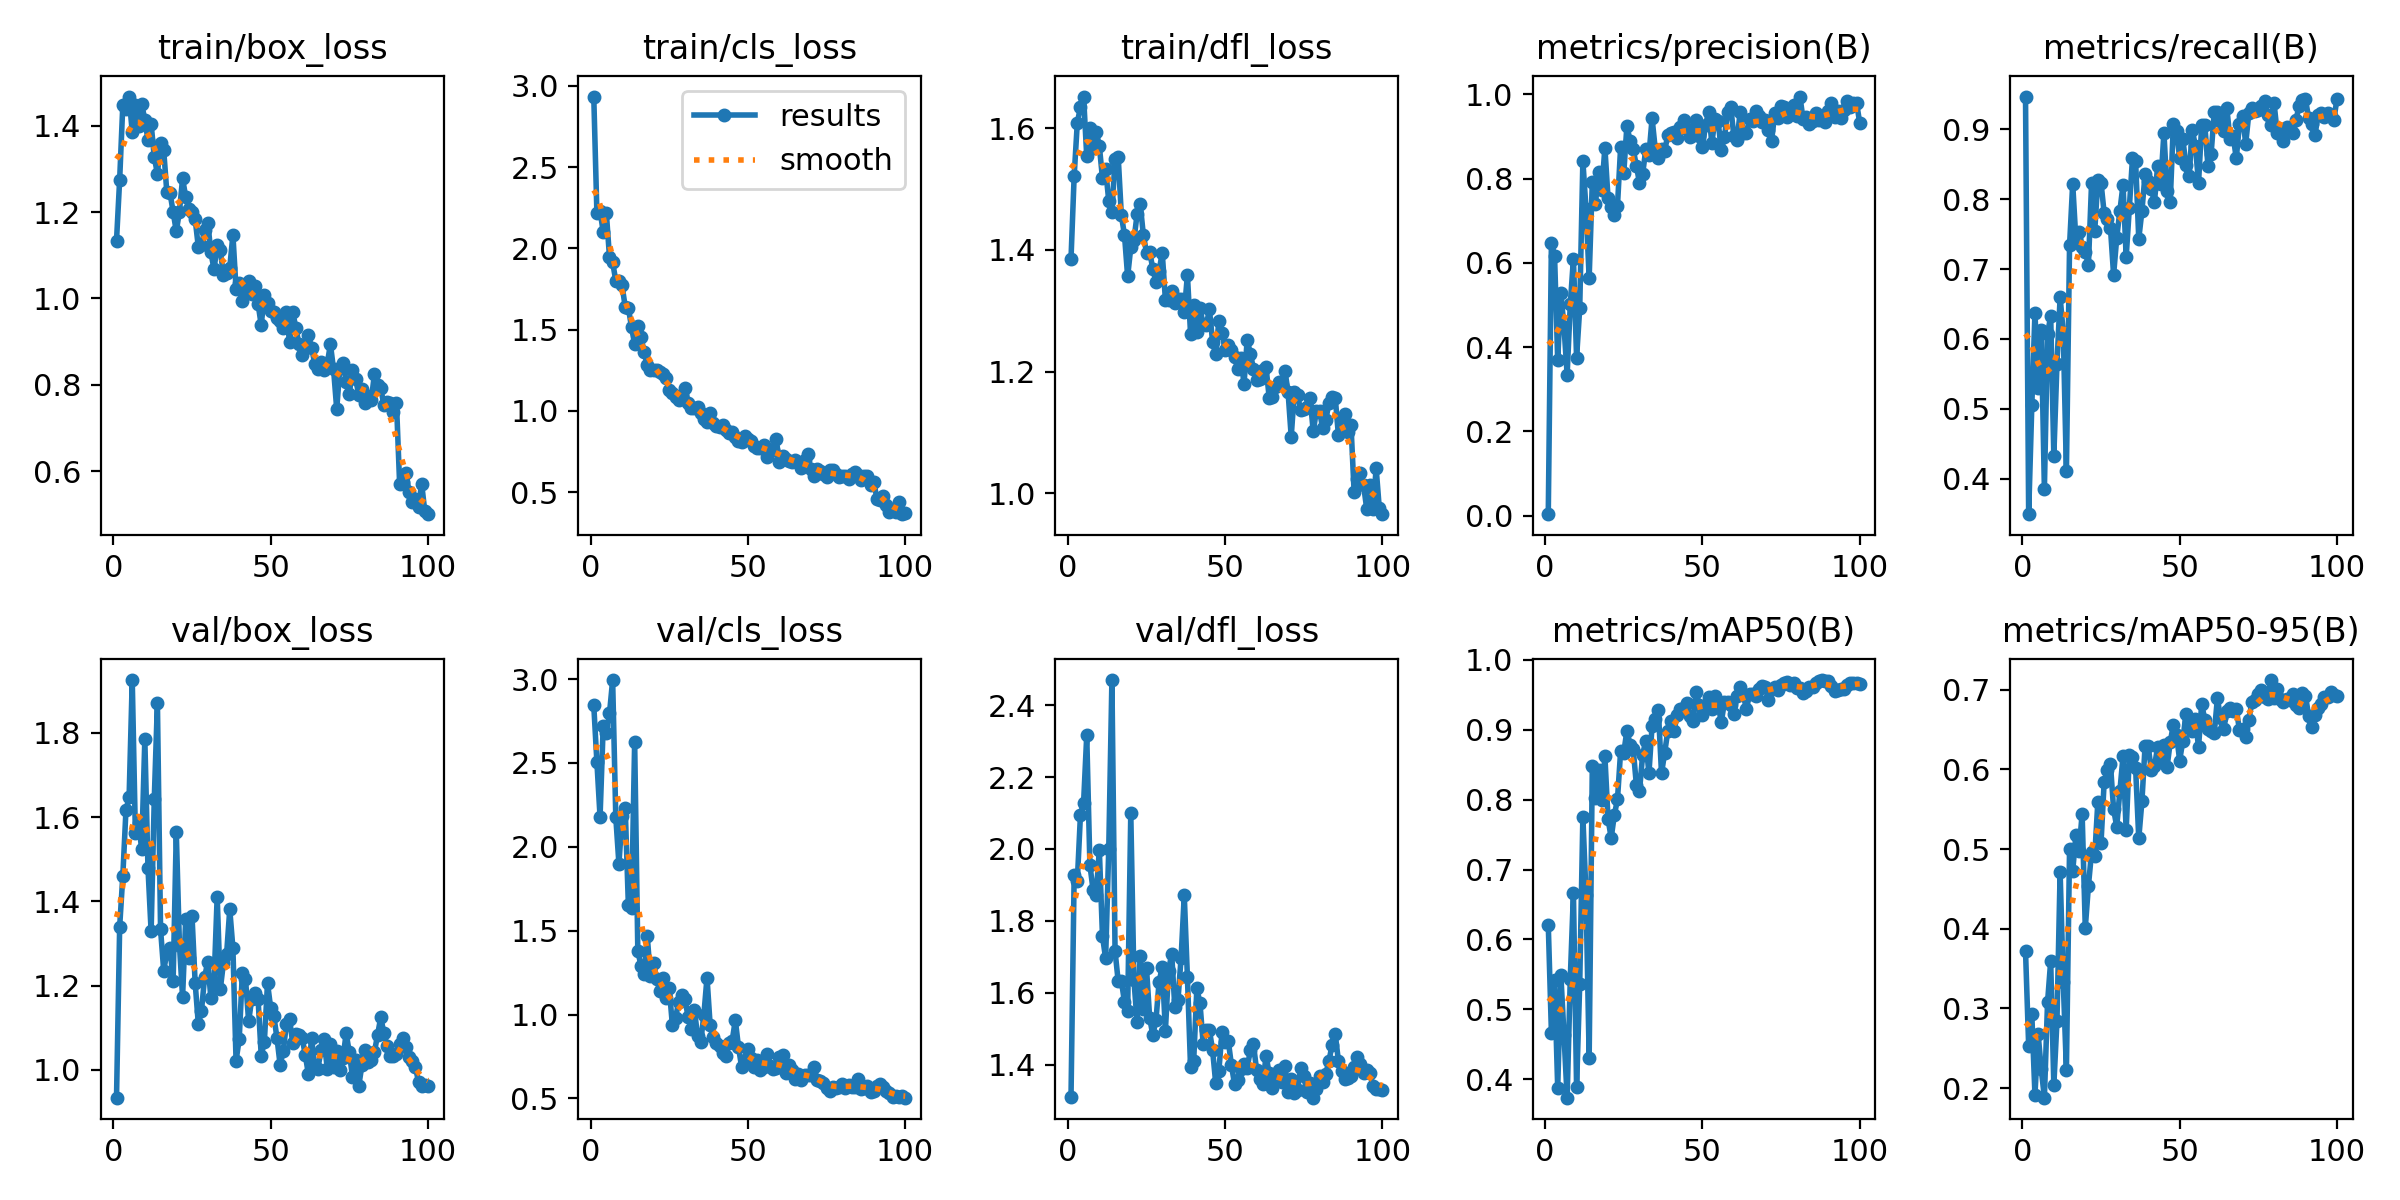 train/box_loss
1.4
1.2
1.0
0.8
0.6
0 50 100
train/cls_loss
3.0
2.5
2.0
1.5
1.0
0.5
0 50 100
results
smooth
train/dfl_loss
1.6
1.4
1.2
1.0
0 50 100
metrics/precision(B)
1.0
0.8
0.6
0.4
0.2
0.0
0 50 100
metrics/recall(B)
0.9
0.8
0.7
0.6
0.5
0.4
0 50 100
val/box_loss
1.8
1.6
1.4
1.2
1.0
0 50 100
val/cls_loss
3.0
2.5
2.0
1.5
1.0
0.5
0 50 100
val/dfl_loss
2.4
2.2
2.0
1.8
1.6
1.4
0 50 100
metrics/mAP50(B)
1.0
0.9
0.8
0.7
0.6
0.5
0.4
0 50 100
metrics/mAP50-95(B)
0.7
0.6
0.5
0.4
0.3
0.2
0 50 100